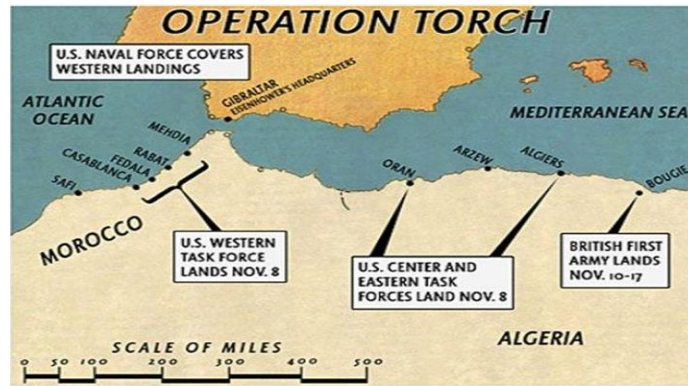 OPERATION TORCH
U.S. NAVAL FORCE COVERS
WESTERN LANDINGS
GIBRALTAR
EISENHOWER'S HEADQUARTERS
ATLANTIC
OCEAN
MEDITERRANEAN SEA
MEHDIA
RABAT
FEDALA
CASABLANCA
SAFI
ORAN
ARZEW
ALGIERS
BOUGIE
MOROCCO
U.S. WESTERN
TASK FORCE
LANDS NOV. 8
U.S. CENTER AND
EASTERN TASK
FORCES LAND NOV. 8
BRITISH FIRST
ARMY LANDS
NOV. 10-17
ALGERIA
SCALE OF MILES
0 50 100 200 300 400 500